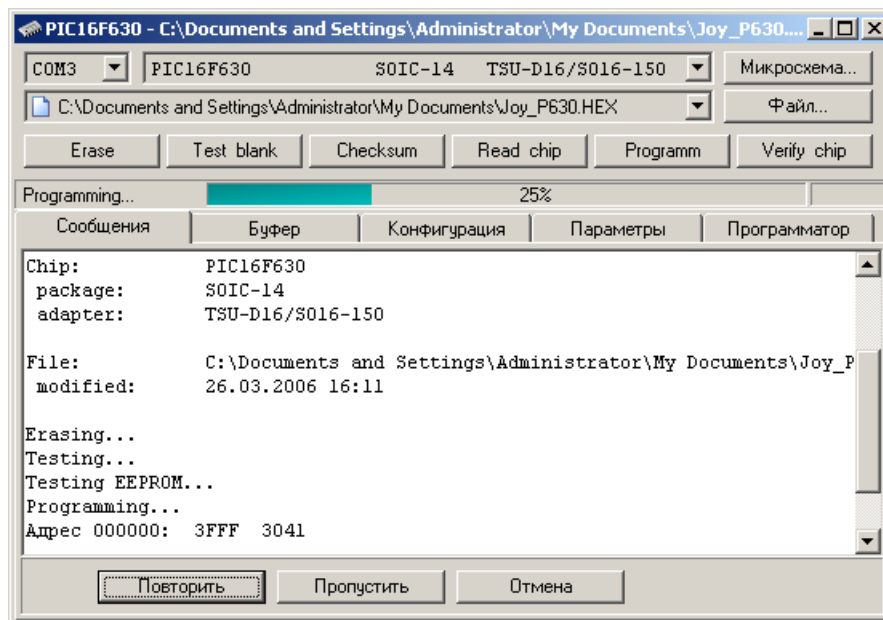 PIC16F630 - C:\Documents and Settings\Administrator\My Documents\Joy_P630....
COM3 PIC16F630 SOIC-14 TSU-D16/SO16-150 Микросхема...
C:\Documents and Settings\Administrator\My Documents\Joy_P630.HEX Файл...
Erase Test blank Checksum Read chip Programm Verify chip
Programming... 25%
Сообщения Буфер Конфигурация Параметры Программатор
Chip: PIC16F630
package: SOIC-14
adapter: TSU-D16/SO16-150
File: C:\Documents and Settings\Administrator\My Documents\Joy_P
modified: 26.03.2006 16:11
Erasing...
Testing...
Testing EEPROM...
Programming...
Адрес 000000: 3FFF 3041
Повторить Пропустить Отмена